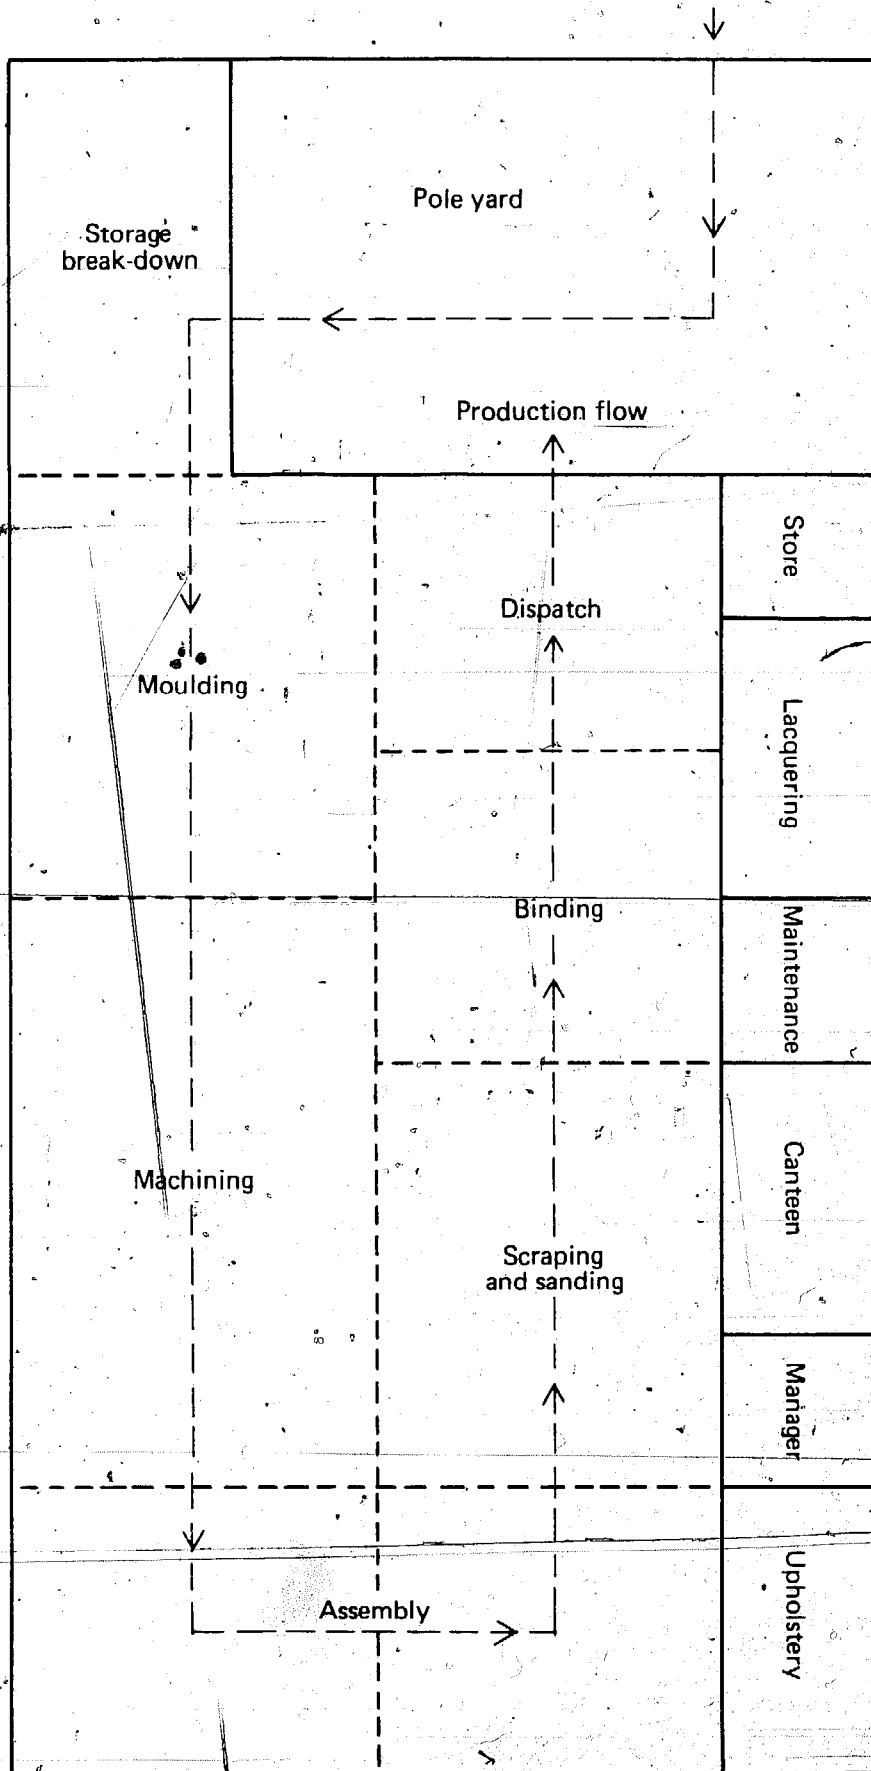 Pole yard
Storage
break-down
Production flow
Store
Dispatch
Moulding
Lacquering
Binding
Maintenance
Machining
Canteen
Scraping
and sanding
Manager
Assembly
Upholstery